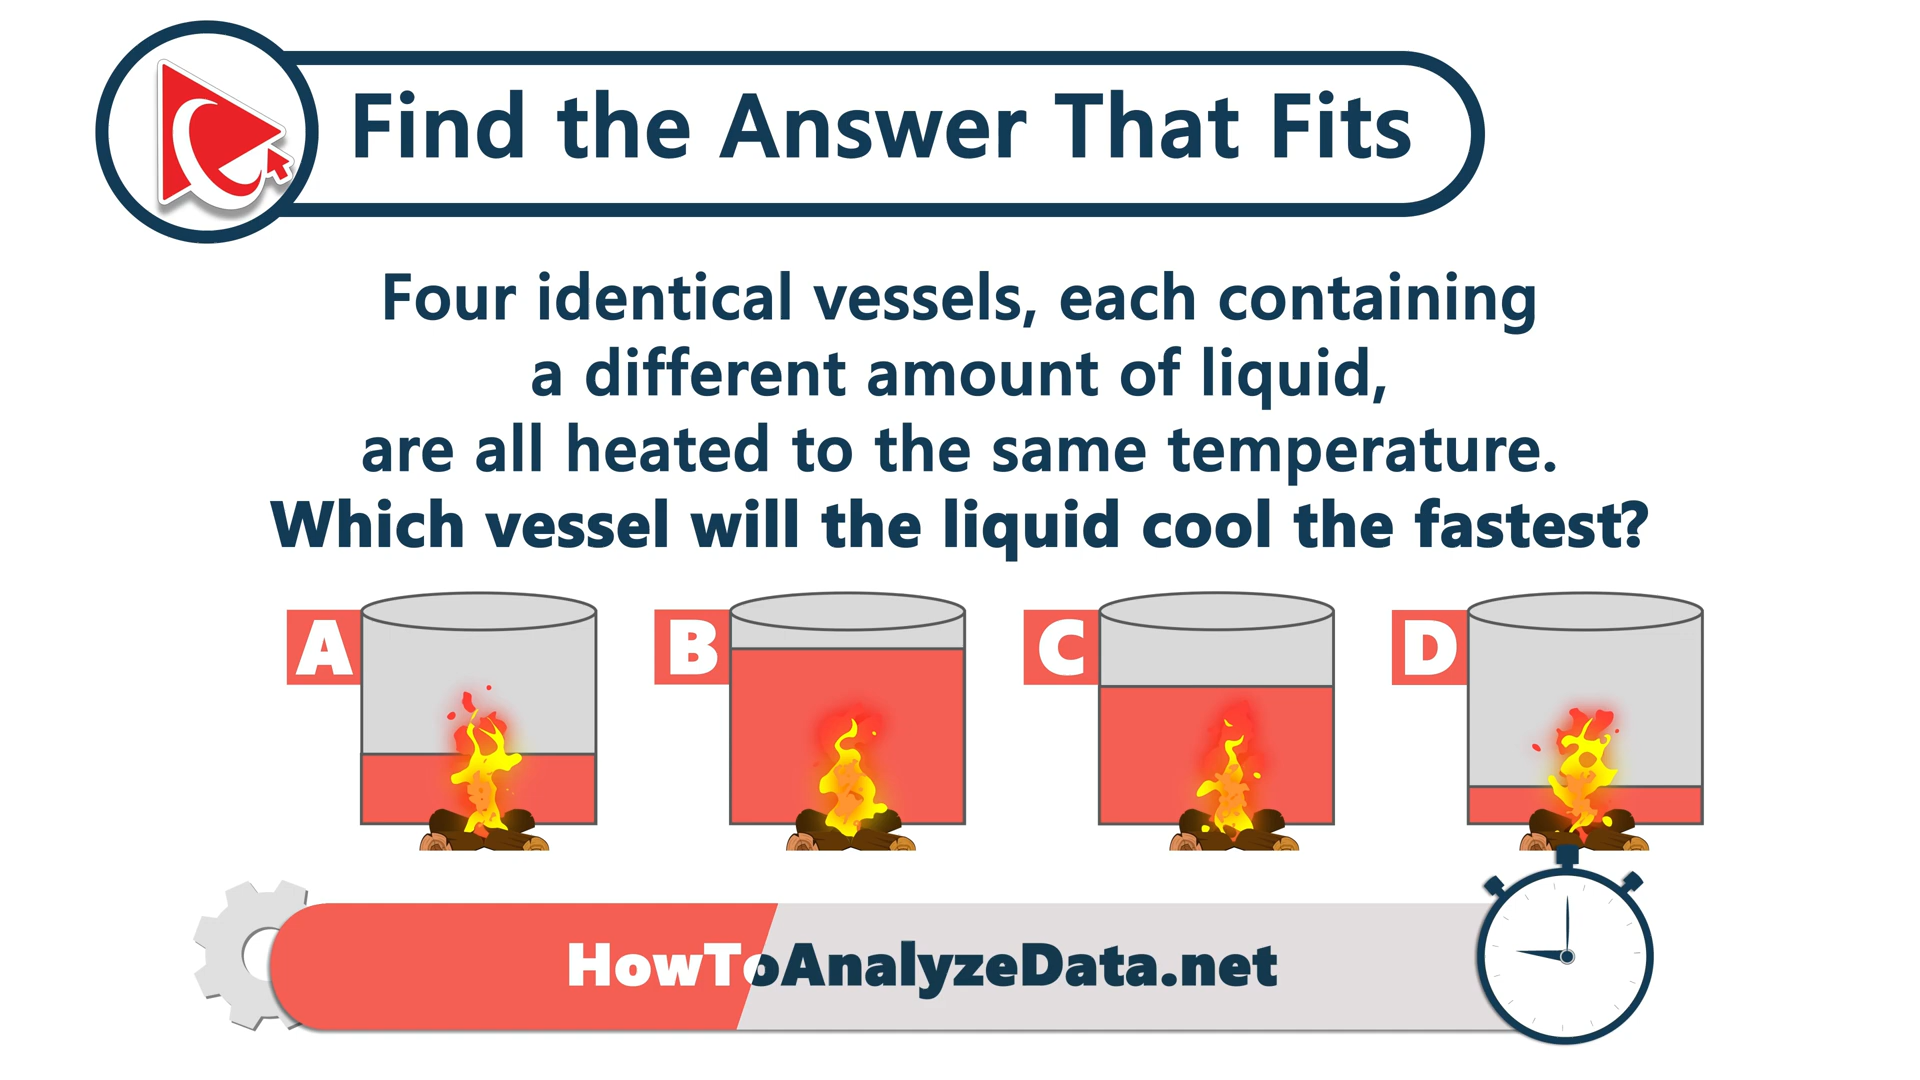 Find the Answer That Fits
Four identical vessels, each containing
a different amount of liquid,
are all heated to the same temperature.
Which vessel will the liquid cool the fastest?
A
B
C
D
HowToAnalyzeData.net